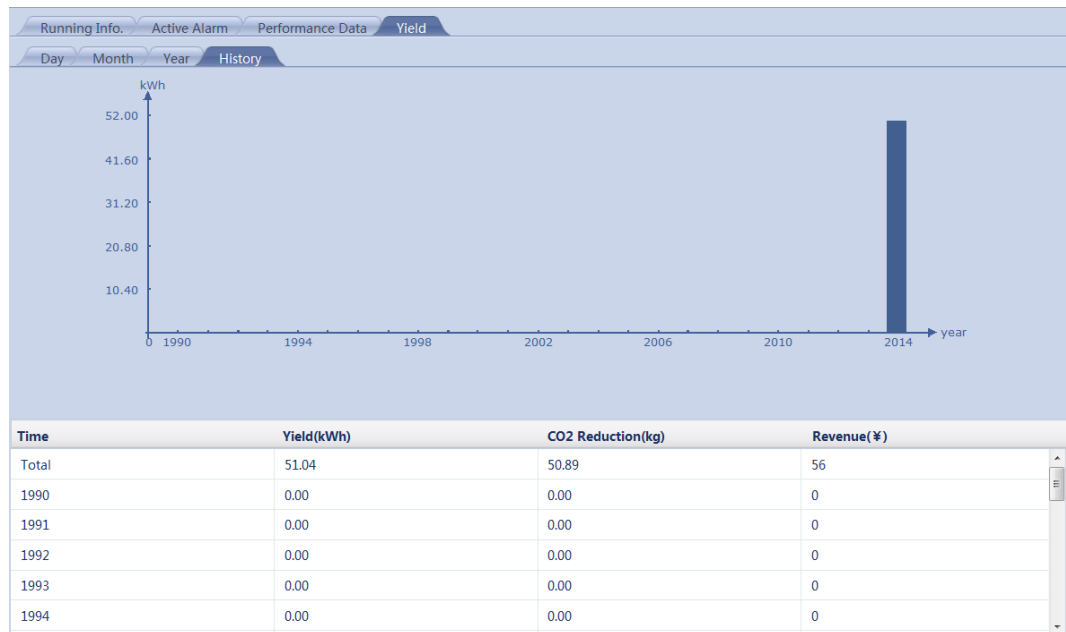 Running Info. Active Alarm Performance Data Yield
Day Month Year History
kWh
52.00
41.60
31.20
20.80
10.40
year
0 1990 1994 1998 2002 2006 2010 2014
Time Yield(kWh) CO2 Reduction(kg) Revenue(¥)
Total 51.04 50.89 56
1990 0.00 0.00 0
1991 0.00 0.00 0
1992 0.00 0.00 0
1993 0.00 0.00 0
1994 0.00 0.00 0